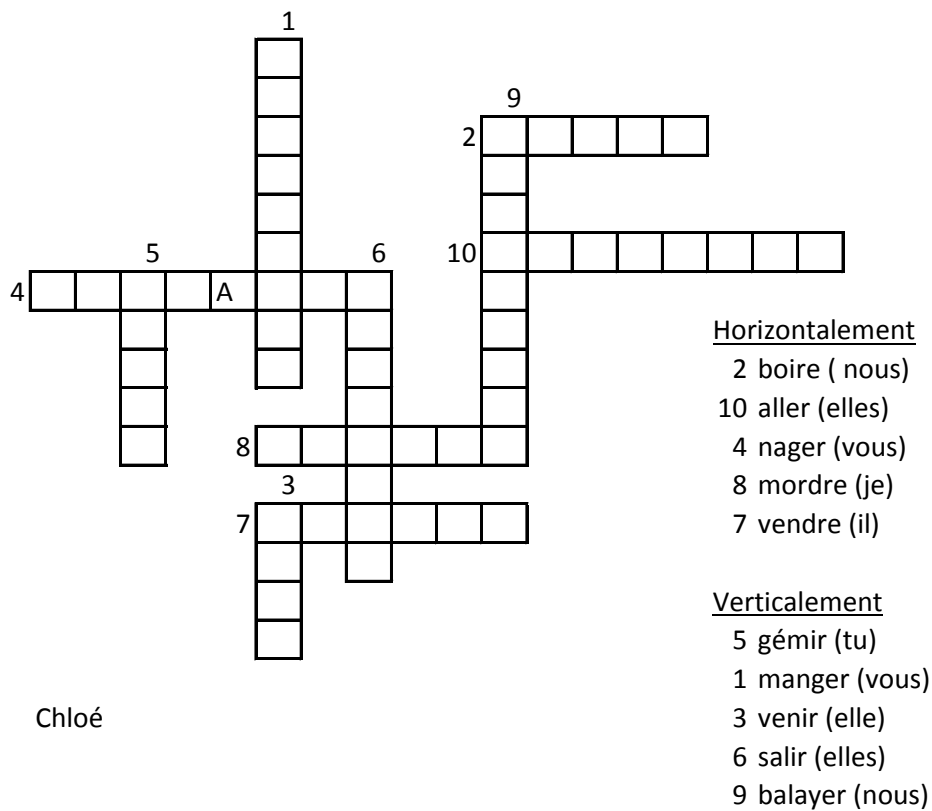 1
9
2
5
6
10
4
A
Horizontalement
2 boire ( nous)
10 aller (elles)
4 nager (vous)
8
8 mordre (je)
3
7
7 vendre (il)
Verticalement
5 gémir (tu)
1 manger (vous)
3 venir (elle)
Chloé
6 salir (elles)
9 balayer (nous)